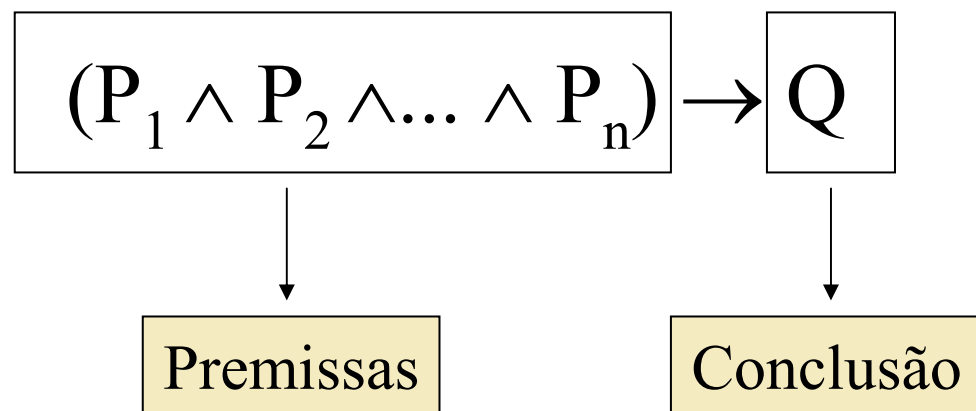 (P₁ ∧ P₂ ∧... ∧ Pₙ) → Q
Premissas Conclusão